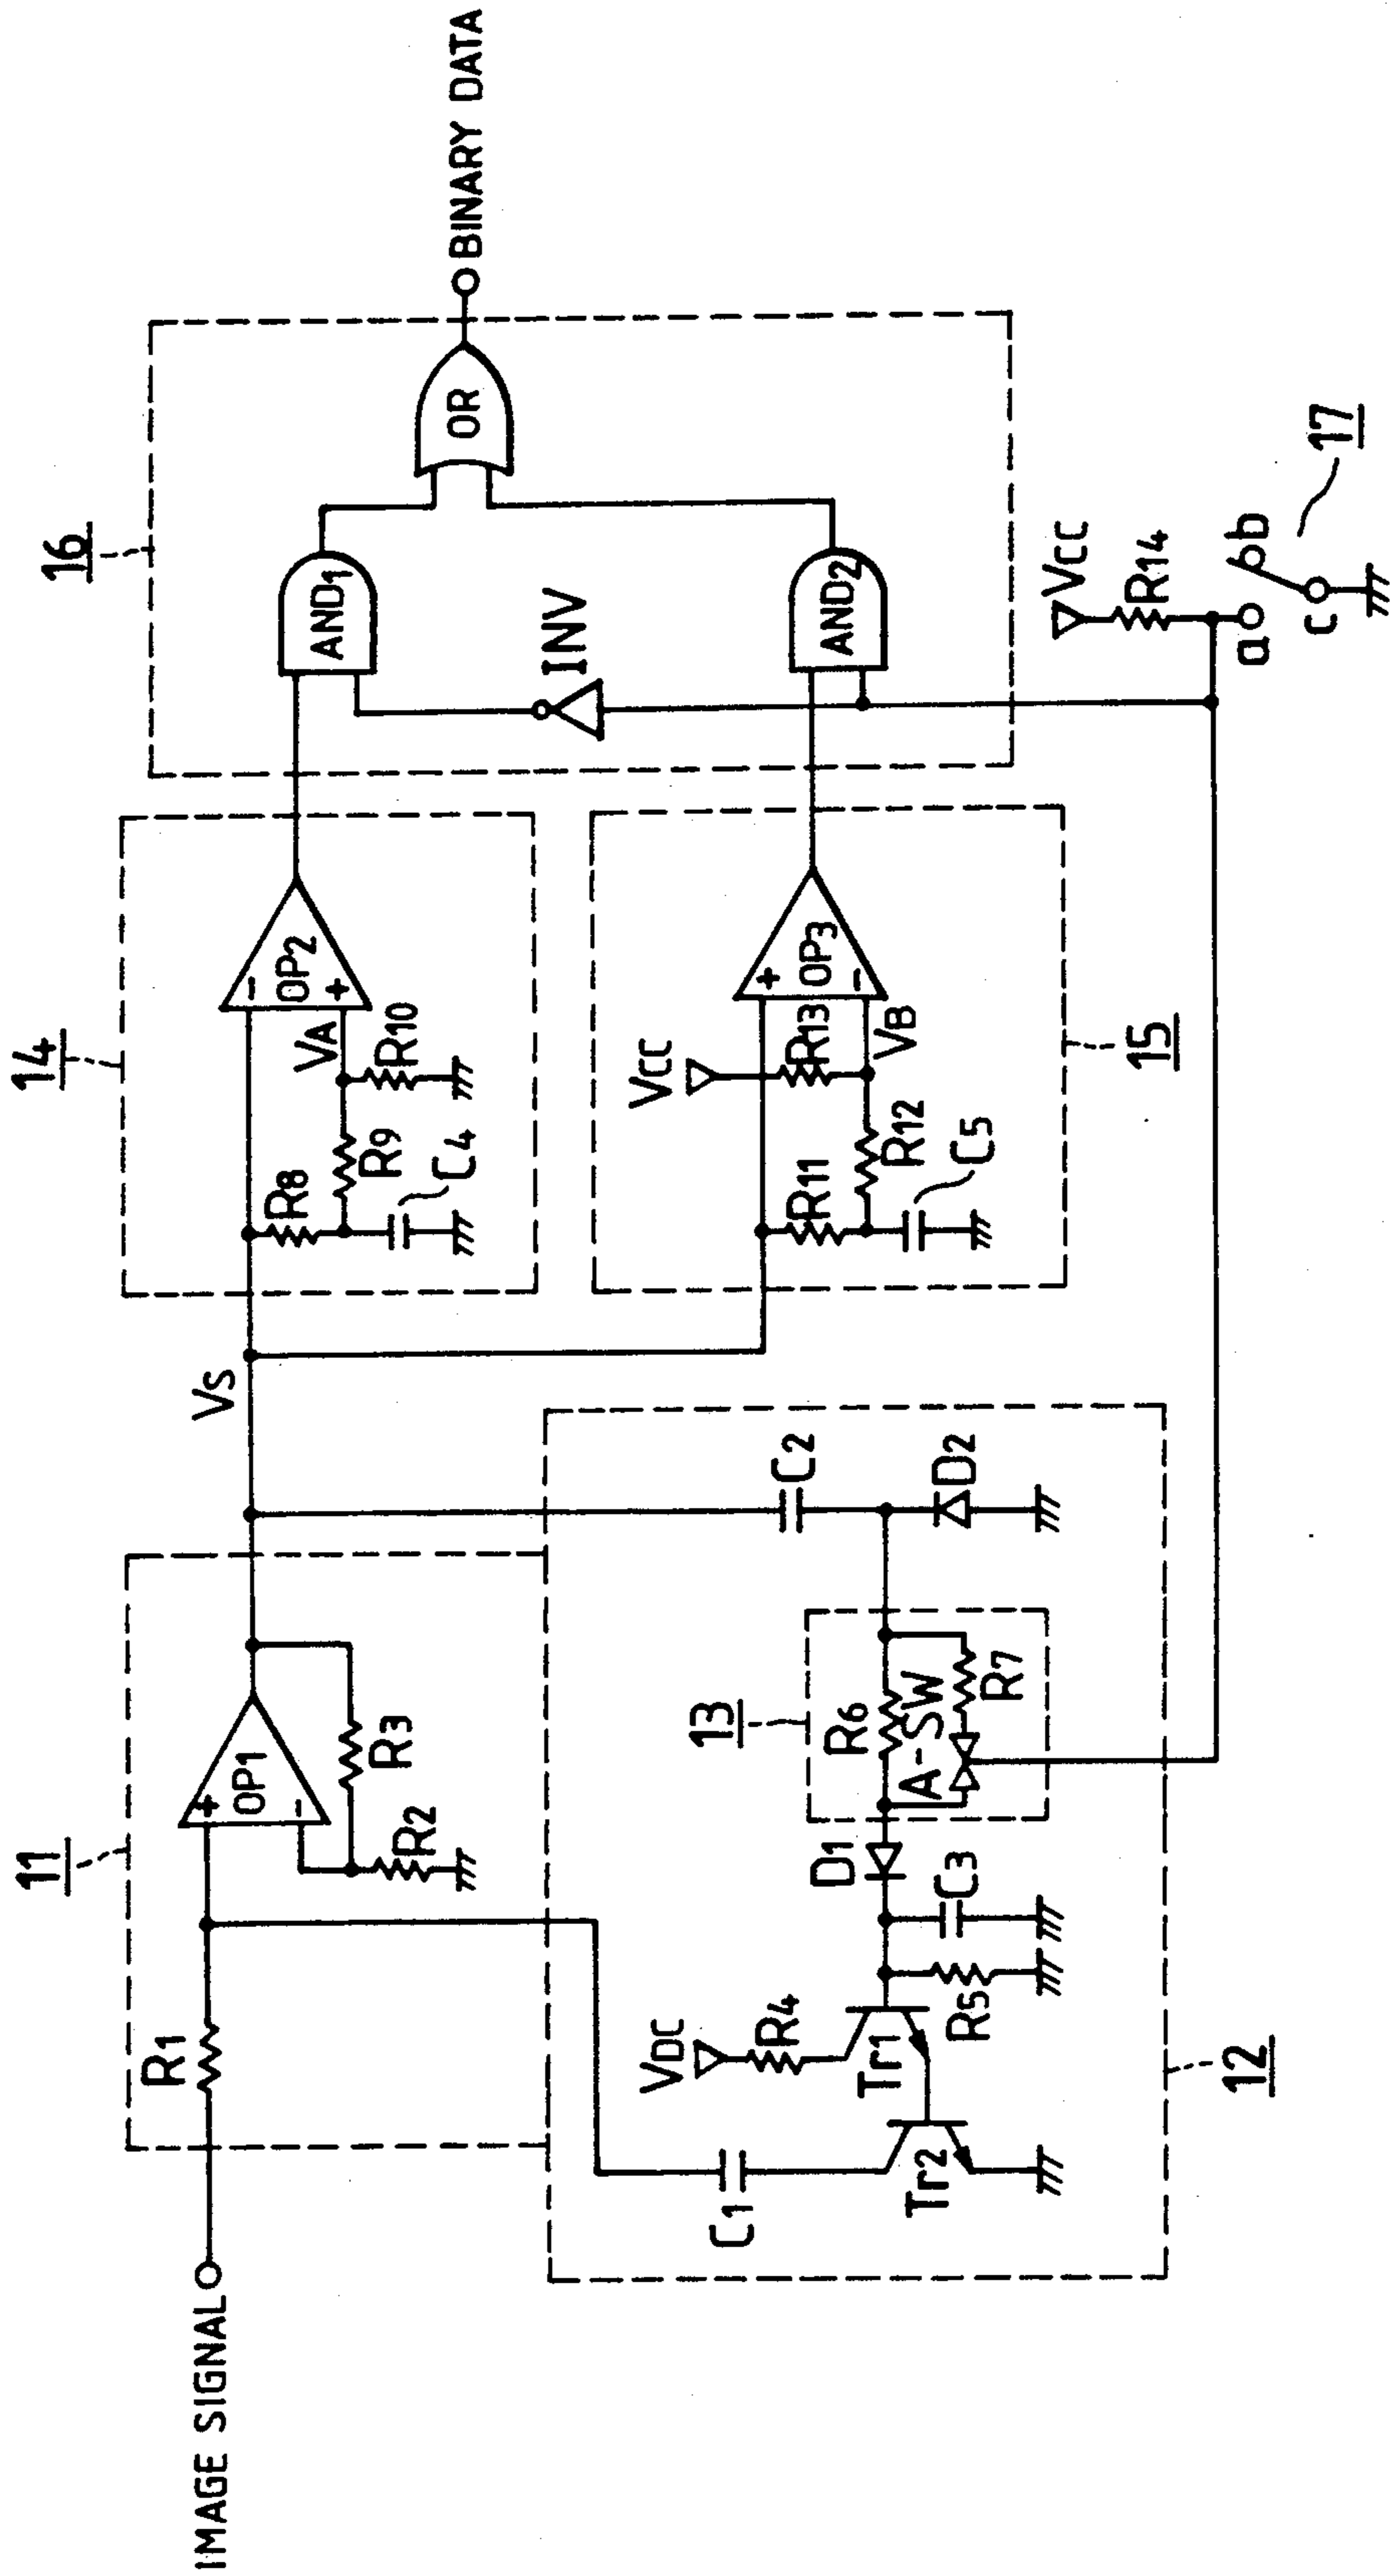 IMAGE SIGNAL
R1
11
OP1
+
-
R2
R3
VS
14
R8
R9
C4
VA
R10
OP2
-
+
16
AND1
INV
OR
BINARY DATA
12
C1
Tr2
Tr1
VDC
R4
R5
C3
D1
13
R6
A-SW
R7
C2
D2
15
VCC
R11
R12
C5
R13
VB
OP3
+
-
AND2
VCC
R14
a
b
c
17